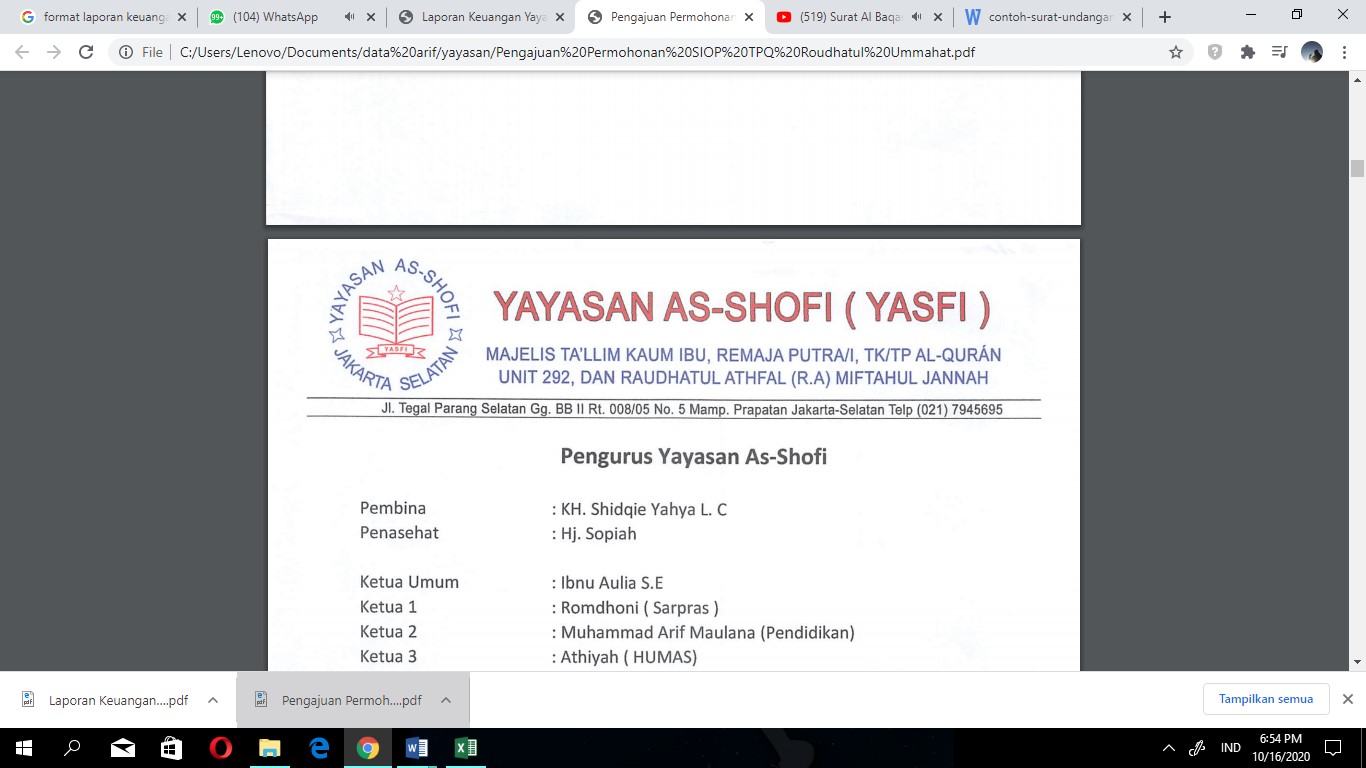 format laporan keuanga
(104) WhatsApp
Laporan Keuangan Yaya
Pengajuan Permohonan
(519) Surat Al Baqa
contoh-surat-undangan
File
C:/Users/Lenovo/Documents/data%20arif/yayasan/Pengajuan%20Permohonan%20SIOP%20TPQ%20Roudhatul%20Ummahat.pdf
YAYASAN AS-SHOFI
JAKARTA SELATAN
YASFI
YAYASAN AS-SHOFI ( YASFI )
MAJELIS TA'LLIM KAUM IBU, REMAJA PUTRA/I, TK/TP AL-QURÁN
UNIT 292, DAN RAUDHATUL ATHFAL (R.A) MIFTAHUL JANNAH
Jl. Tegal Parang Selatan Gg. BB II Rt. 008/05 No. 5 Mamp. Prapatan Jakarta-Selatan Telp (021) 7945695
Pengurus Yayasan As-Shofi
Pembina : KH. Shidqie Yahya L. C
Penasehat : Hj. Sopiah
Ketua Umum : Ibnu Aulia S.E
Ketua 1 : Romdhoni ( Sarpras )
Ketua 2 : Muhammad Arif Maulana (Pendidikan)
Ketua 3 : Athiyah ( HUMAS)
Laporan Keuangan....pdf
Pengajuan Permoh....pdf
Tampilkan semua
IND
6:54 PM
10/16/2020